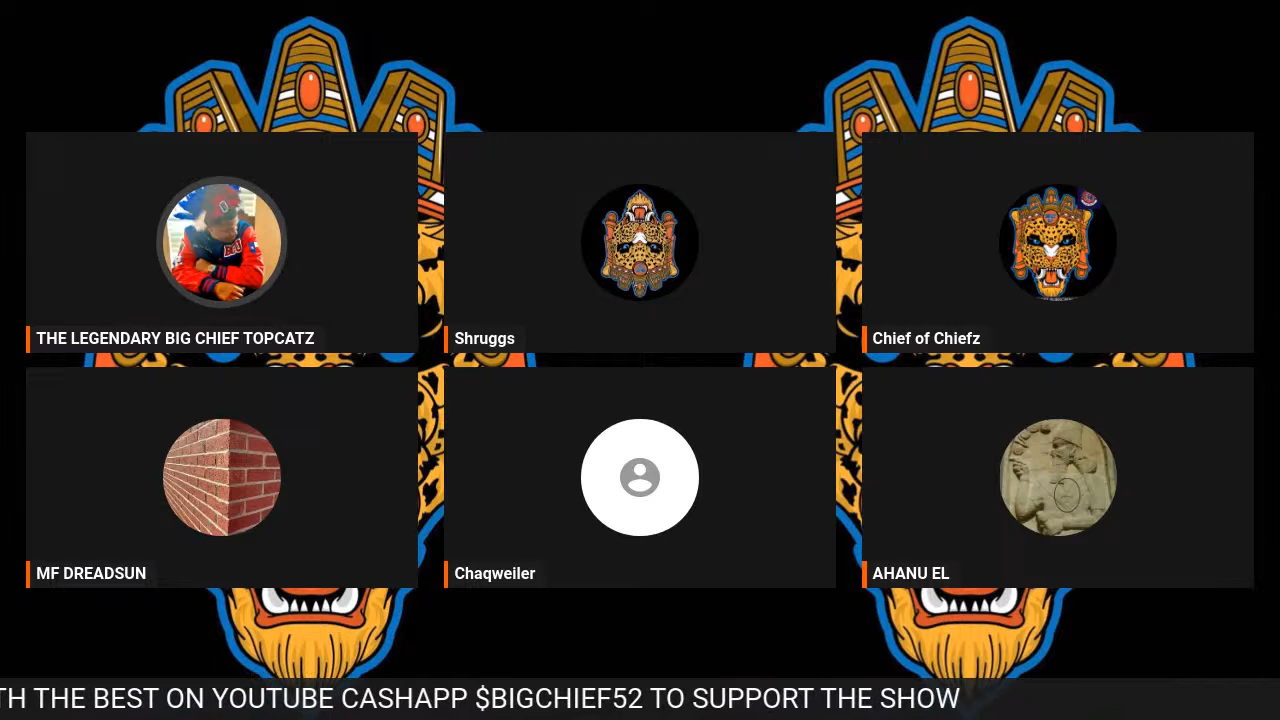 THE LEGENDARY BIG CHIEF TOPCATZ
Shruggs
Chief of Chiefz
MF DREADSUN
Chaqweiler
AHANU EL
TH THE BEST ON YOUTUBE CASHAPP $BIGCHIEF52 TO SUPPORT THE SHOW